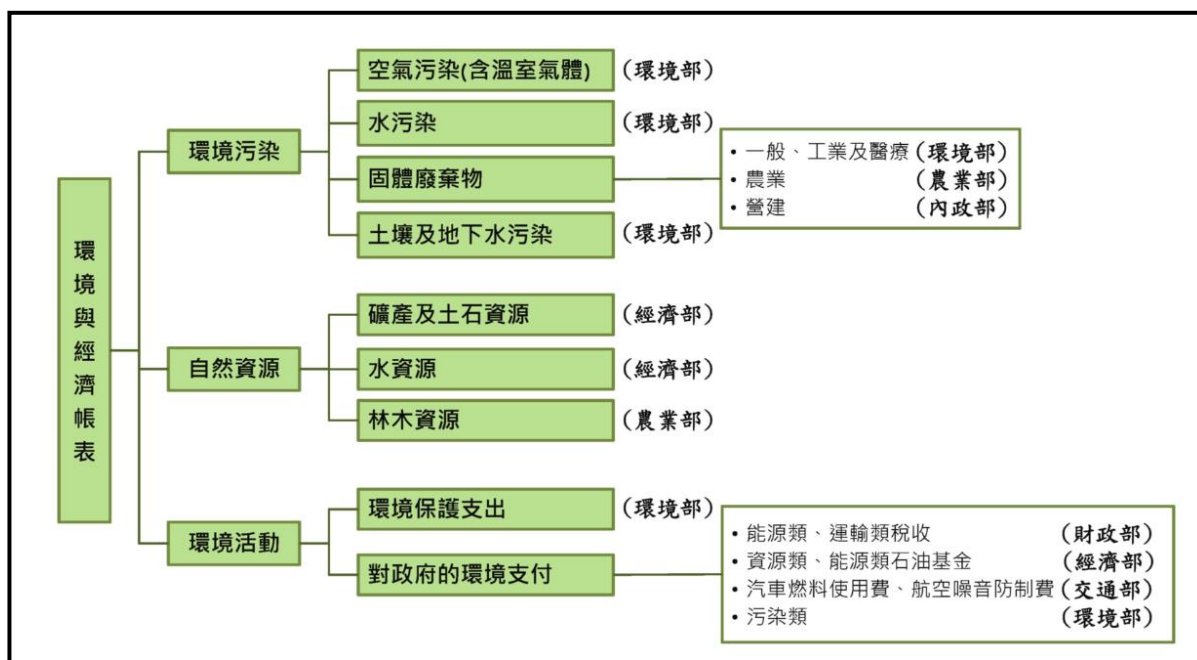 環境與經濟帳表
環境污染
空氣污染(含溫室氣體) (環境部)
水污染 (環境部)
固體廢棄物
• 一般、工業及醫療 (環境部)
• 農業 (農業部)
• 營建 (內政部)
土壤及地下水污染 (環境部)
自然資源
礦產及土石資源 (經濟部)
水資源 (經濟部)
林木資源 (農業部)
環境活動
環境保護支出 (環境部)
對政府的環境支付
• 能源類、運輸類稅收 (財政部)
• 資源類、能源類石油基金 (經濟部)
• 汽車燃料使用費、航空噪音防制費 (交通部)
• 污染類 (環境部)